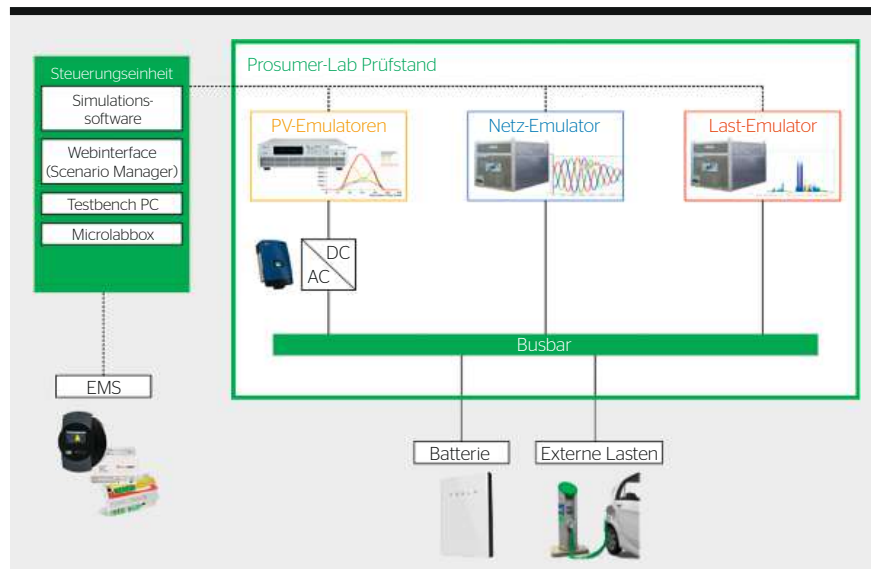 Steuerungseinheit
Simulations-
software
Webinterface
(Scenario Manager)
Testbench PC
Microlabbox
EMS
Prosumer-Lab Prüfstand
PV-Emulatoren
Netz-Emulator
Last-Emulator
DC
AC
Busbar
Batterie
Externe Lasten
TESLA